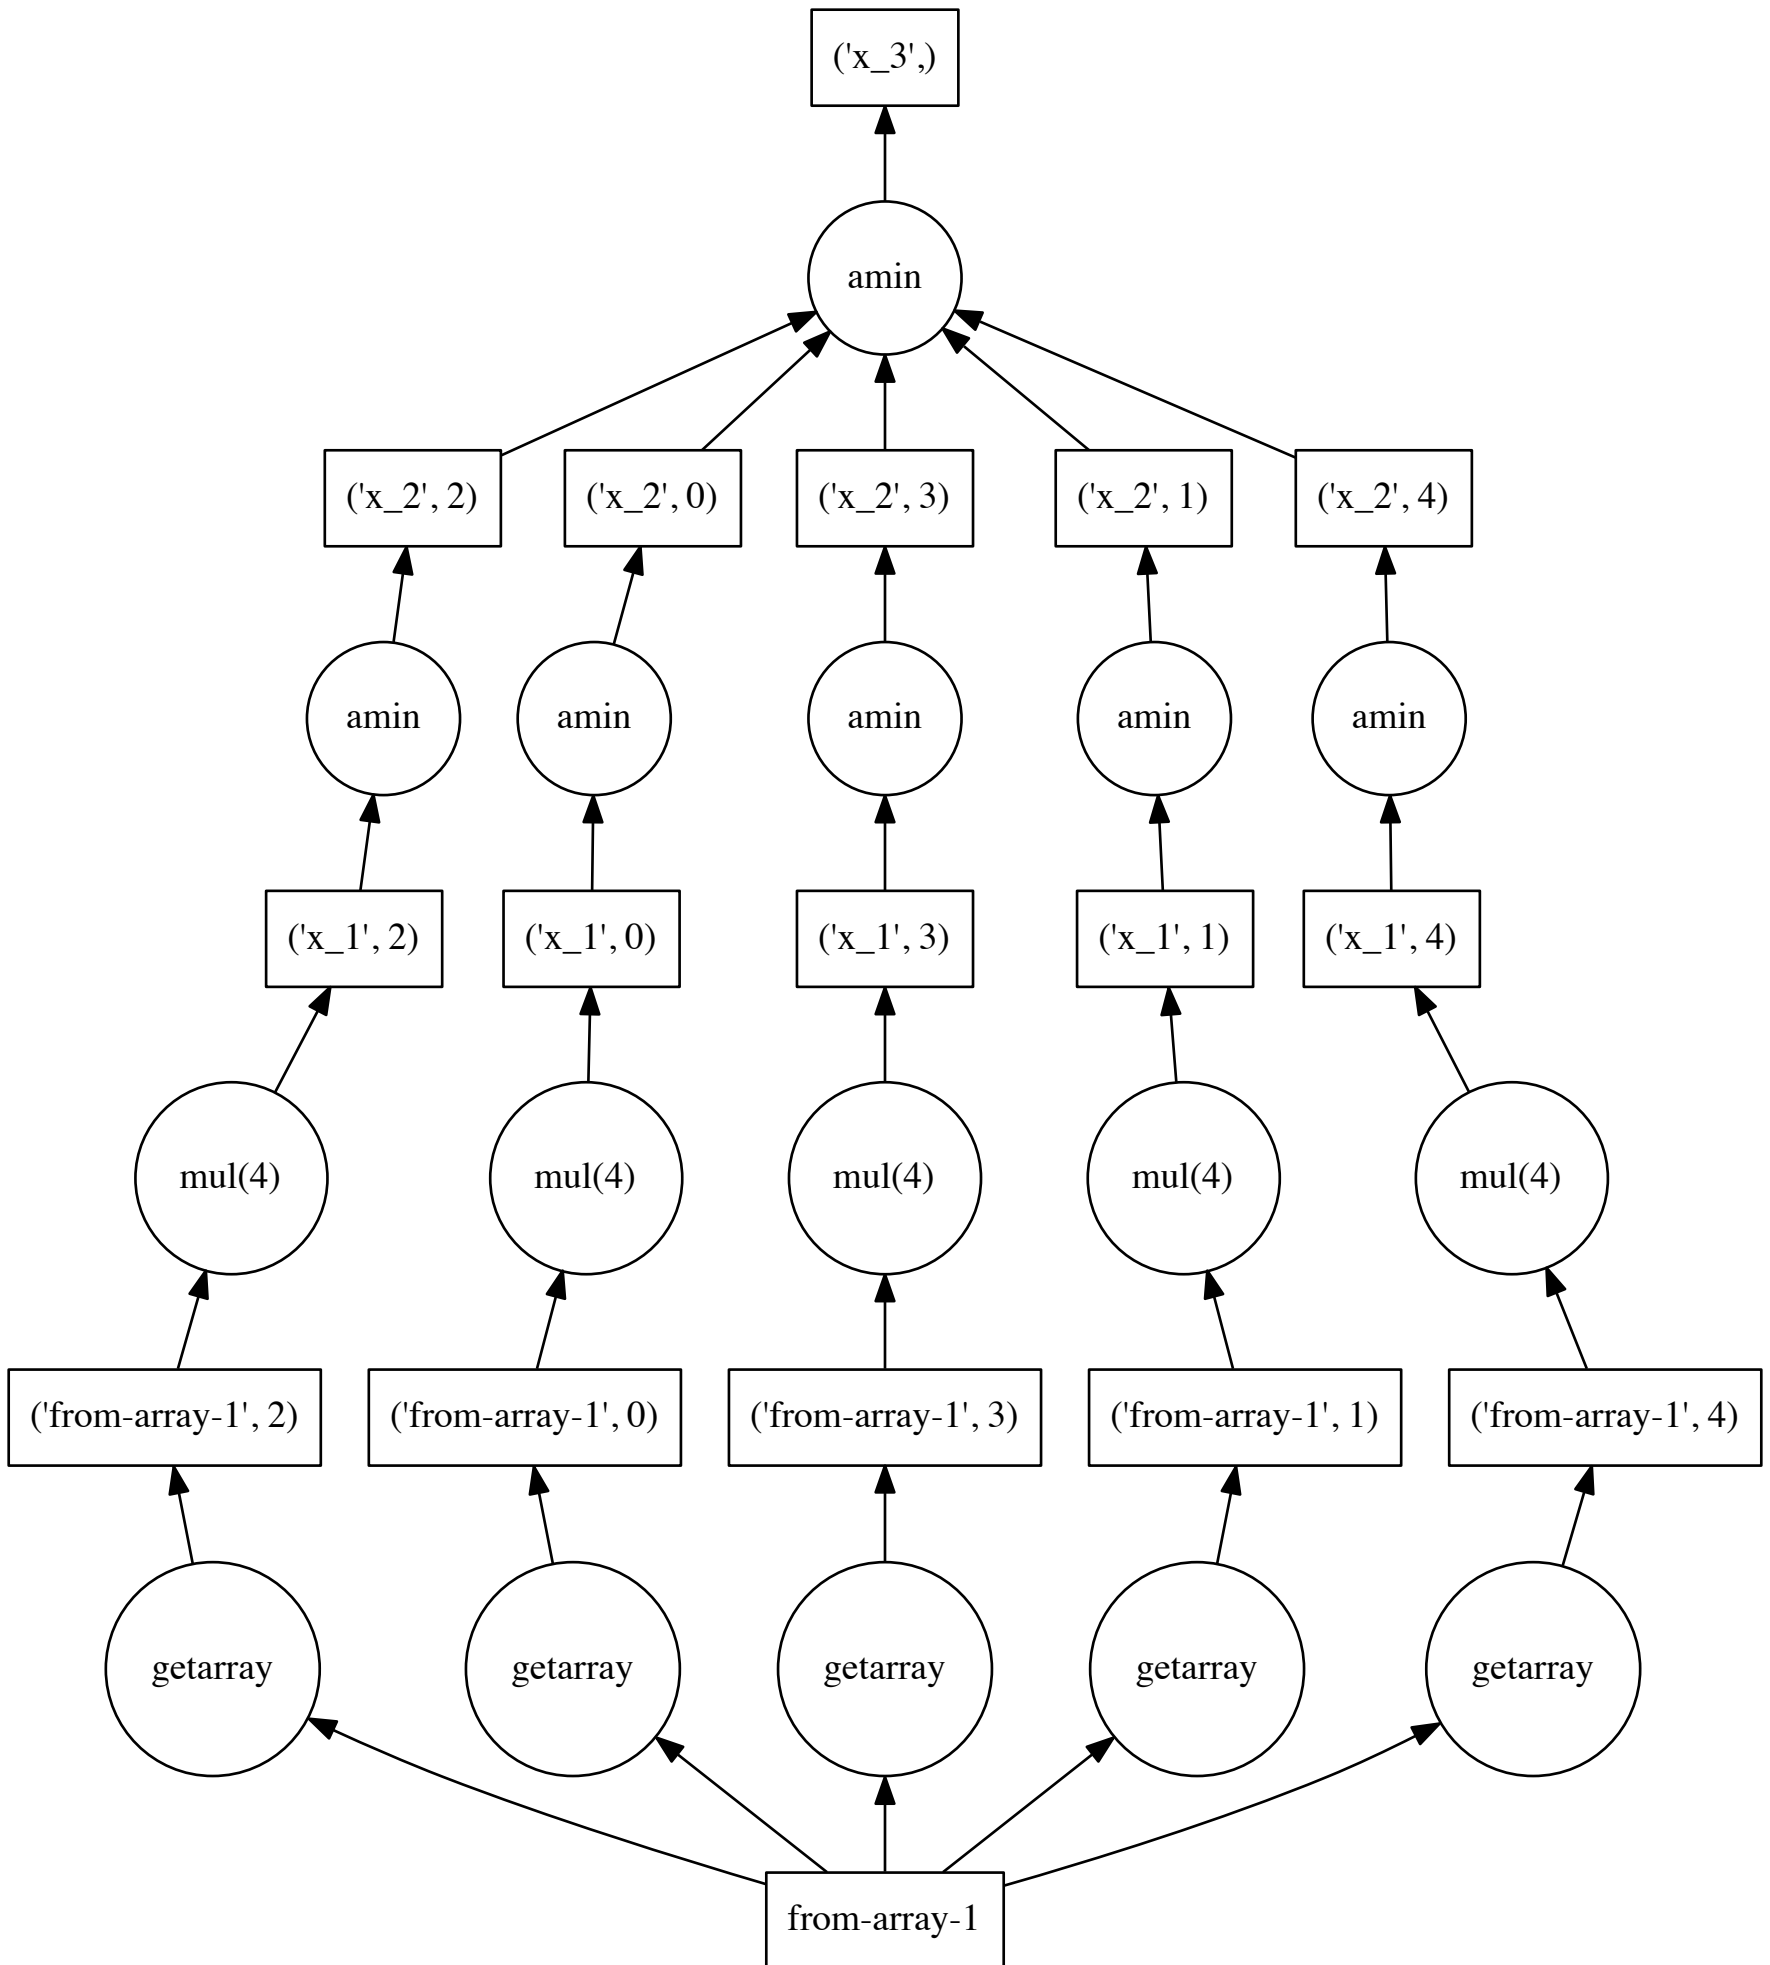 ('x_3',)
amin
('x_2', 2)
('x_2', 0)
('x_2', 3)
('x_2', 1)
('x_2', 4)
amin
amin
amin
amin
amin
('x_1', 2)
('x_1', 0)
('x_1', 3)
('x_1', 1)
('x_1', 4)
mul(4)
mul(4)
mul(4)
mul(4)
mul(4)
('from-array-1', 2)
('from-array-1', 0)
('from-array-1', 3)
('from-array-1', 1)
('from-array-1', 4)
getarray
getarray
getarray
getarray
getarray
from-array-1